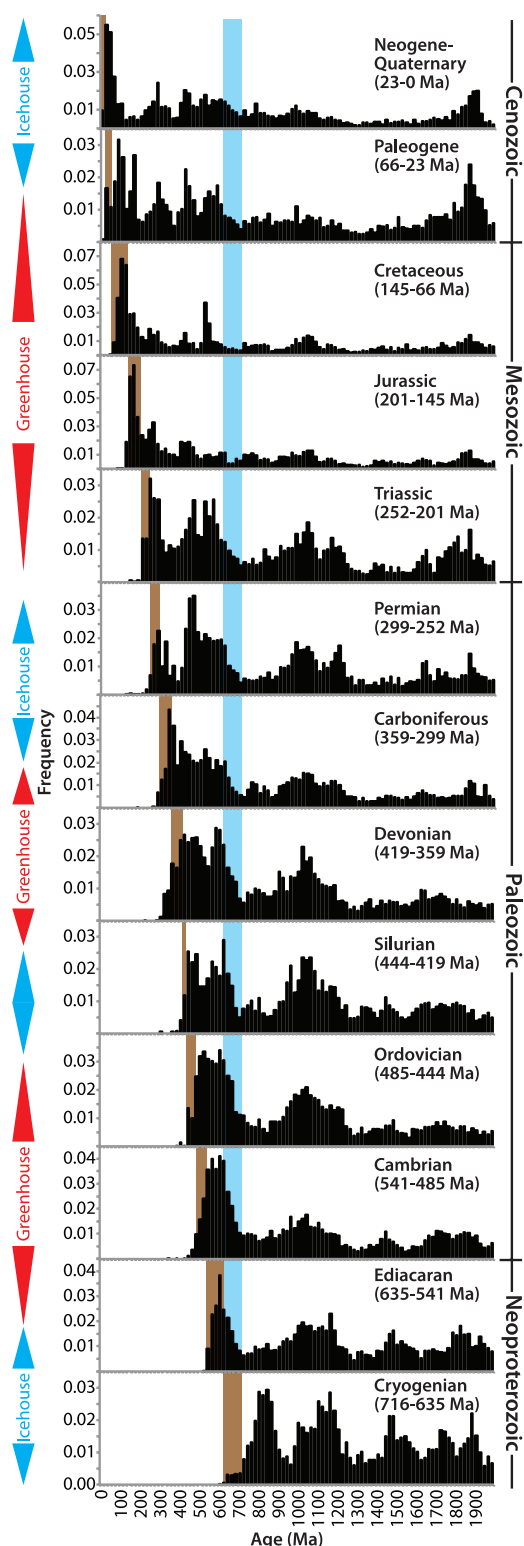 0.05
0.03
0.01
Neogene-
Quaternary
(23-0 Ma)
0.03
0.02
0.01
Paleogene
(66-23 Ma)
Cenozoic
0.07
0.05
0.03
0.01
Cretaceous
(145-66 Ma)
0.07
0.05
0.03
0.01
Jurassic
(201-145 Ma)
0.03
0.02
0.01
Triassic
(252-201 Ma)
Mesozoic
0.03
0.02
0.01
Permian
(299-252 Ma)
0.04
0.03
0.02
0.01
Carboniferous
(359-299 Ma)
0.03
0.02
0.01
Devonian
(419-359 Ma)
0.03
0.02
0.01
Silurian
(444-419 Ma)
0.03
0.02
0.01
Ordovician
(485-444 Ma)
0.04
0.03
0.02
0.01
Cambrian
(541-485 Ma)
Paleozoic
0.04
0.03
0.02
0.01
Ediacaran
(635-541 Ma)
0.03
0.02
0.01
0.00
Cryogenian
(716-635 Ma)
Neoproterozoic
Icehouse
Greenhouse
Icehouse
Greenhouse
Greenhouse
Icehouse
Frequency
0 100 200 300 400 500 600 700 800 900 1000 1100 1200 1300 1400 1500 1600 1700 1800 1900
Age (Ma)